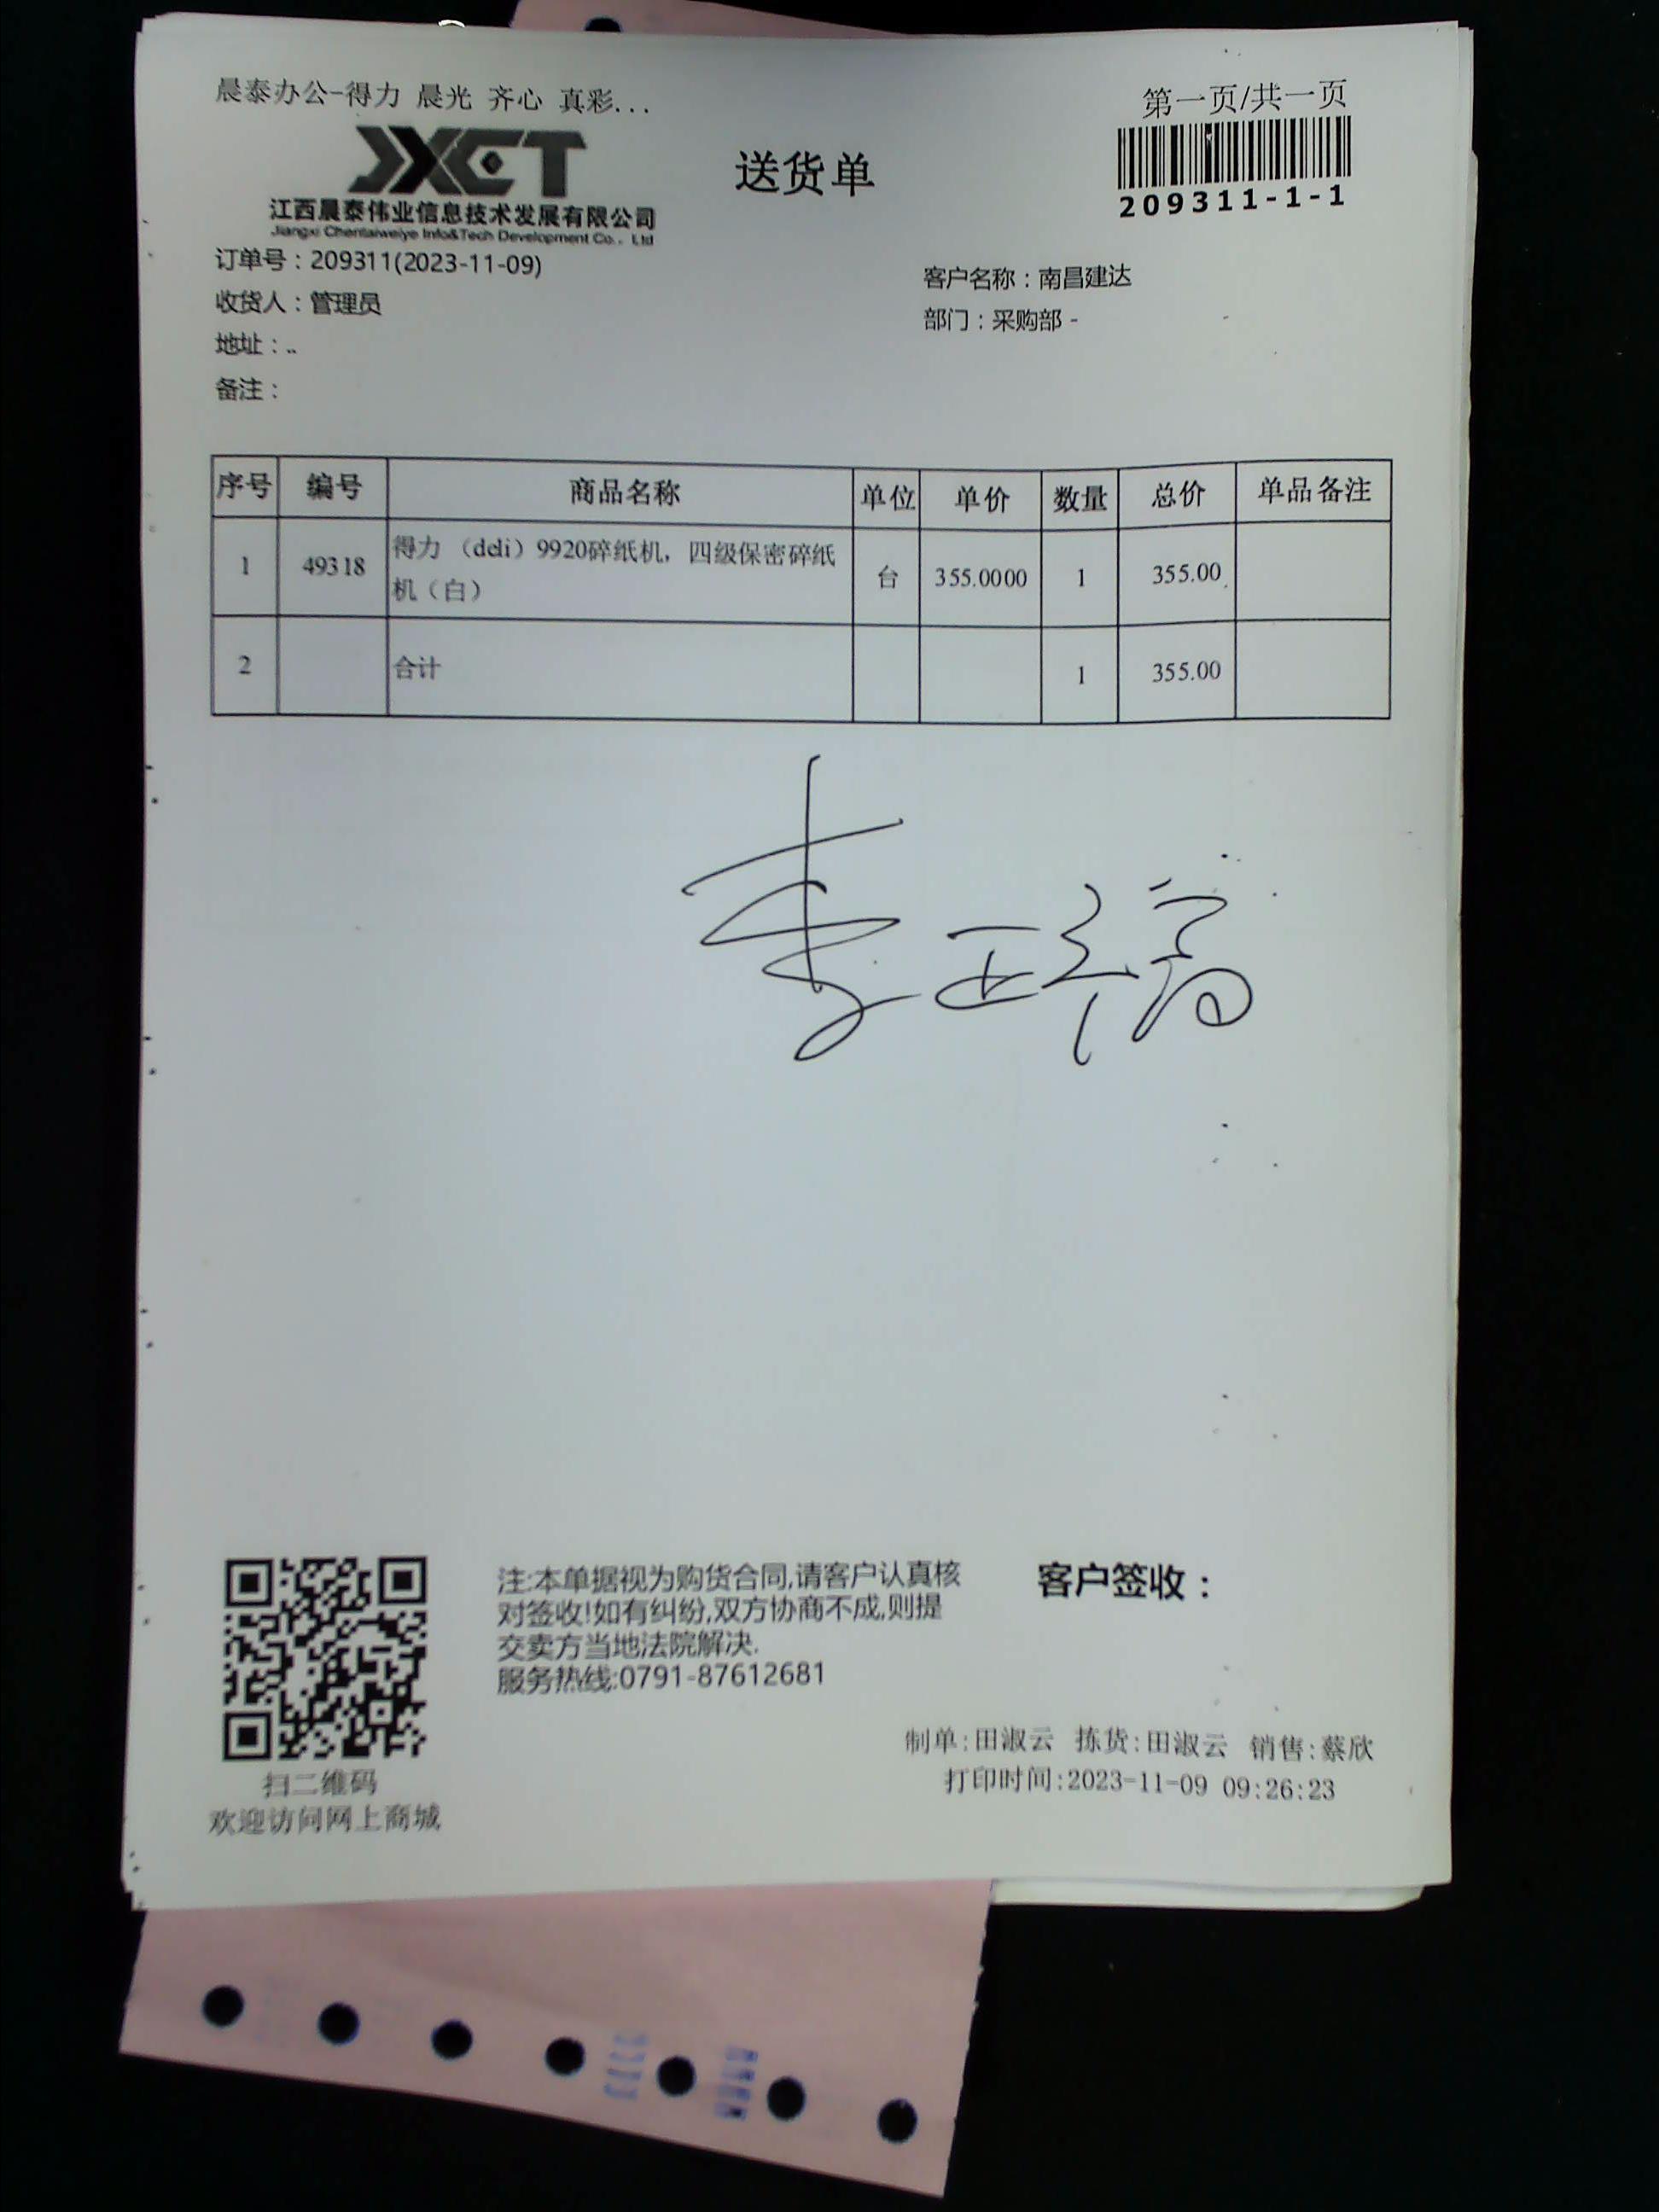 晨泰办公-得力 晨光 齐心 真彩...
第一页/共一页
JXCT
送货单
209311-1-1
江西晨泰伟业信息技术发展有限公司
Jiangxi Chentaiweiye Info&Tech Development Co., Ltd
订单号：209311(2023-11-09)
客户名称：南昌建达
收货人：管理员
部门：采购部 -
地址：..
备注：
序号 编号 商品名称 单位 单价 数量 总价 单品备注
1 49318 得力（deli）9920碎纸机，四级保密碎纸机（白） 台 355.0000 1 355.00
2 合计 1 355.00
注:本单据视为购货合同,请客户认真核
对签收!如有纠纷,双方协商不成,则提
交卖方当地法院解决.
服务热线:0791-87612681
客户签收：
制单:田淑云 拣货:田淑云 销售:蔡欣
打印时间:2023-11-09 09:26:23
扫二维码
欢迎访问网上商城